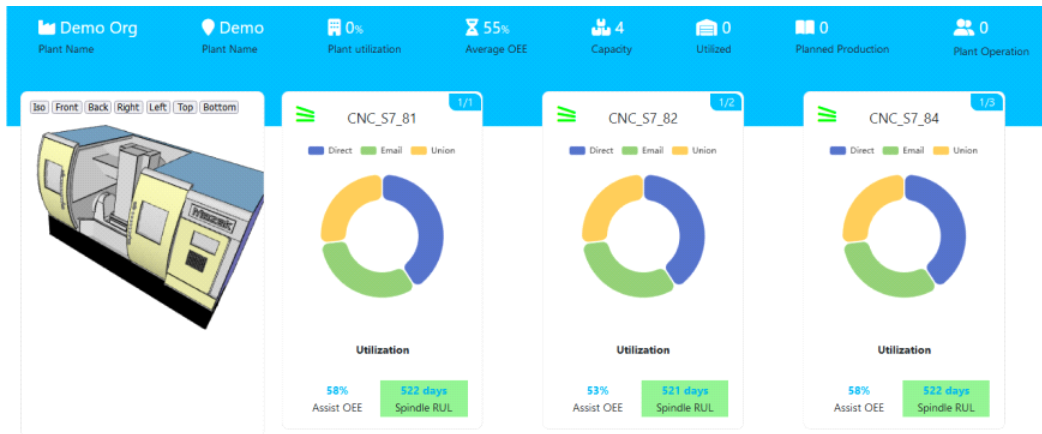 Demo Org
Plant Name
Demo
Plant Name
0%
Plant utilization
55%
Average OEE
4
Capacity
0
Utilized
0
Planned Production
0
Plant Operation
Iso Front Back Right Left Top Bottom
1/1
CNC_S7_81
Direct Email Union
Utilization
58%
Assist OEE
522 days
Spindle RUL
1/2
CNC_S7_82
Direct Email Union
Utilization
53%
Assist OEE
521 days
Spindle RUL
1/3
CNC_S7_84
Direct Email Union
Utilization
58%
Assist OEE
522 days
Spindle RUL